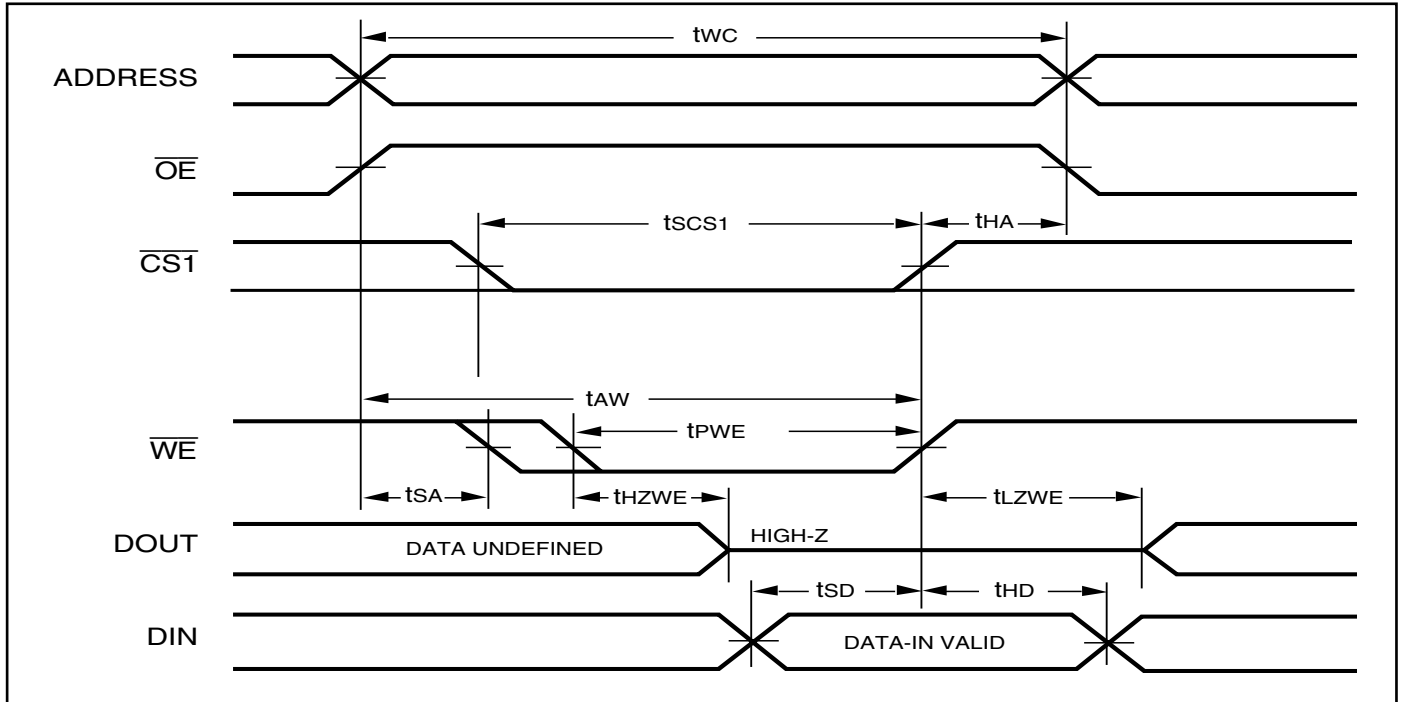 tWC
ADDRESS
OE
tSCS1
tHA
CS1
tAW
tPWE
WE
tSA
tHZWE
tLZWE
DOUT
DATA UNDEFINED
HIGH-Z
tSD
tHD
DIN
DATA-IN VALID